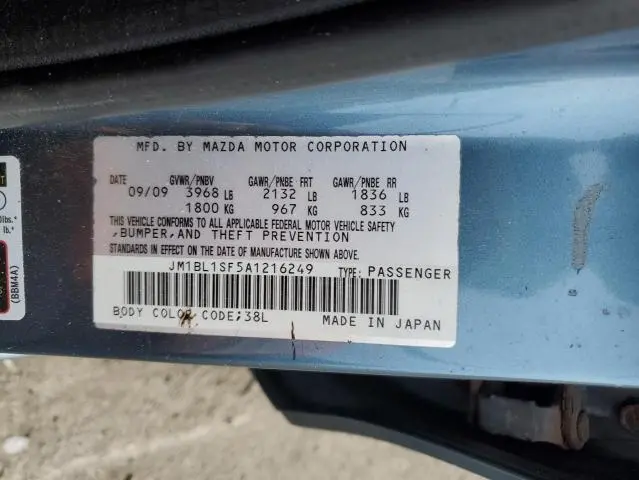 MFD. BY MAZDA MOTOR CORPORATION
DATE GVWR/PNBV GAWR/PNBE FRT GAWR/PNBE RR
09/09 3968 LB 2132 LB 1836 LB
1800 KG 967 KG 833 KG
THIS VEHICLE CONFORMS TO ALL APPLICABLE FEDERAL MOTOR VEHICLE SAFETY
,BUMPER,AND THEFT PREVENTION
STANDARDS IN EFFECT ON THE DATE OF MANUFACTURE SHOWN ABOVE.
JM1BL1SF5A1216249 TYPE: PASSENGER
BODY COLOR CODE;38L MADE IN JAPAN
(BBM4A)